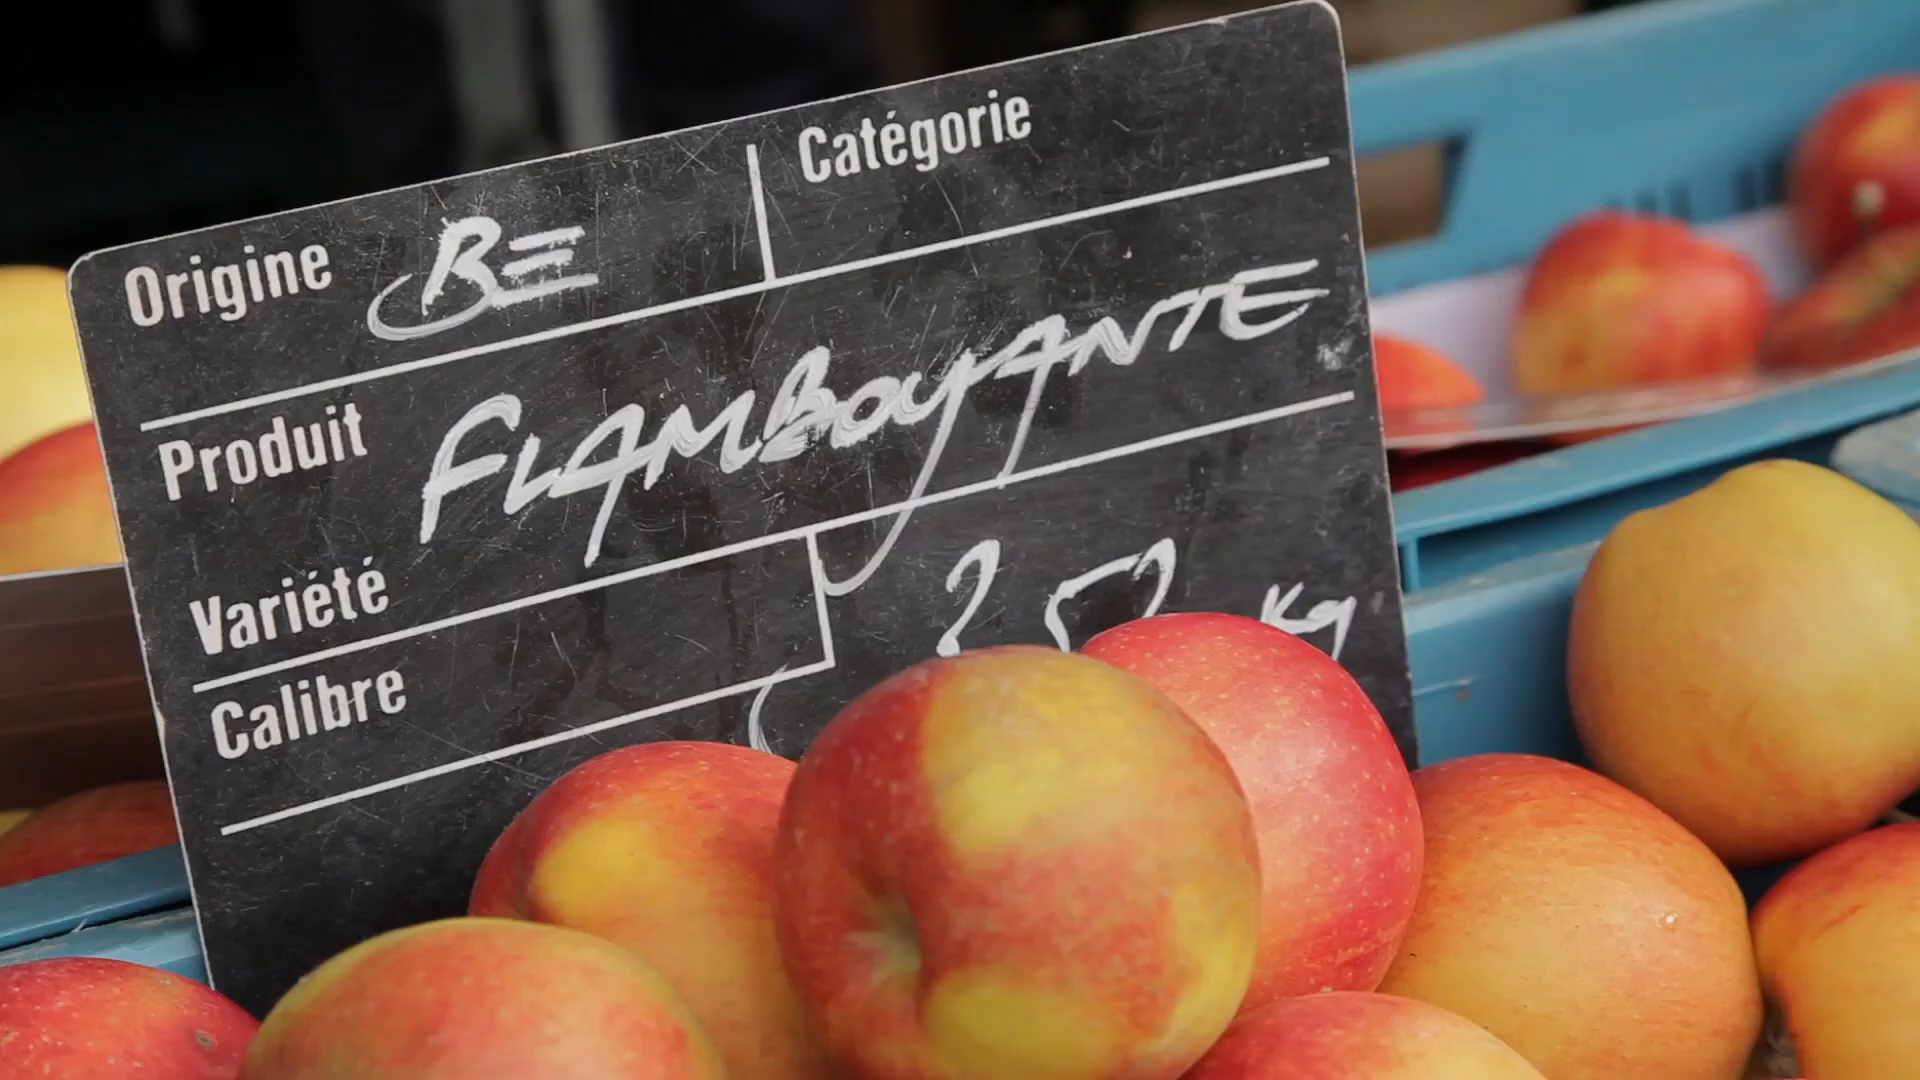 Origine BE Catégorie
Produit FLAMBOYANTE
Variété
Calibre
Kg